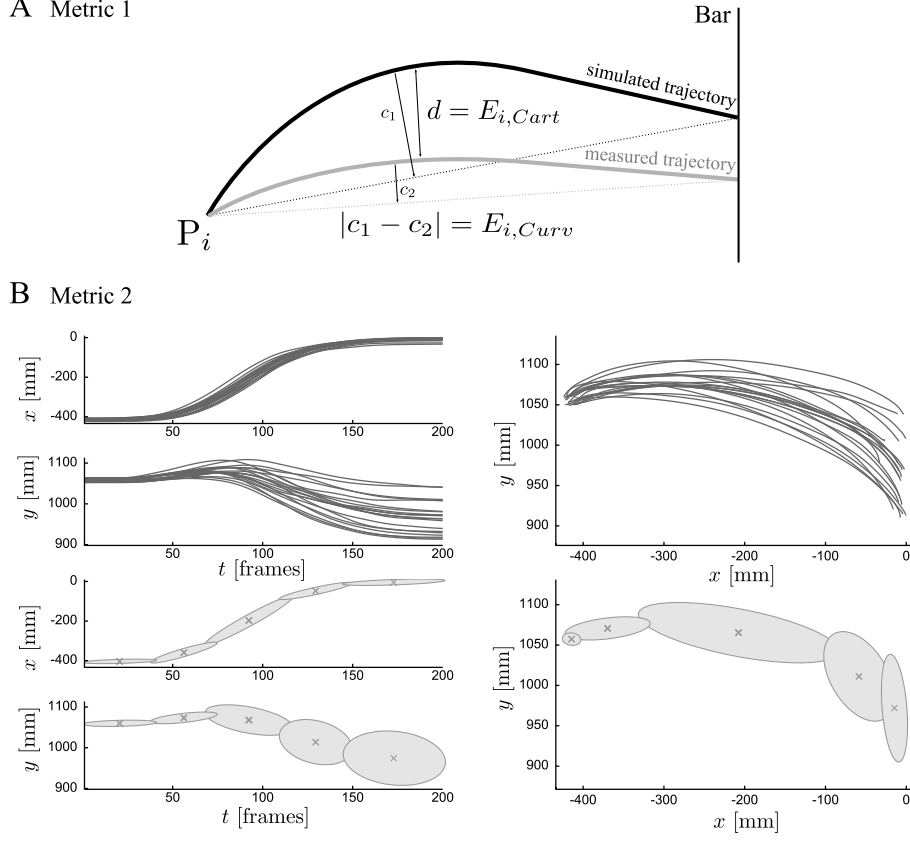 A Metric 1
Bar
simulated trajectory
c₁
d = E_{i,Cart}
measured trajectory
c₂
P_i
|c₁ − c₂| = E_{i,Curv}
B Metric 2
x [mm]
0
-200
-400
50 100 150 200
y [mm]
1100
1000
900
50 100 150 200
t [frames]
y [mm]
1100
1050
1000
950
900
-400 -300 -200 -100 0
x [mm]
x [mm]
0
-200
-400
50 100 150 200
y [mm]
1100
1000
900
50 100 150 200
t [frames]
y [mm]
1100
1050
1000
950
900
-400 -300 -200 -100 0
x [mm]